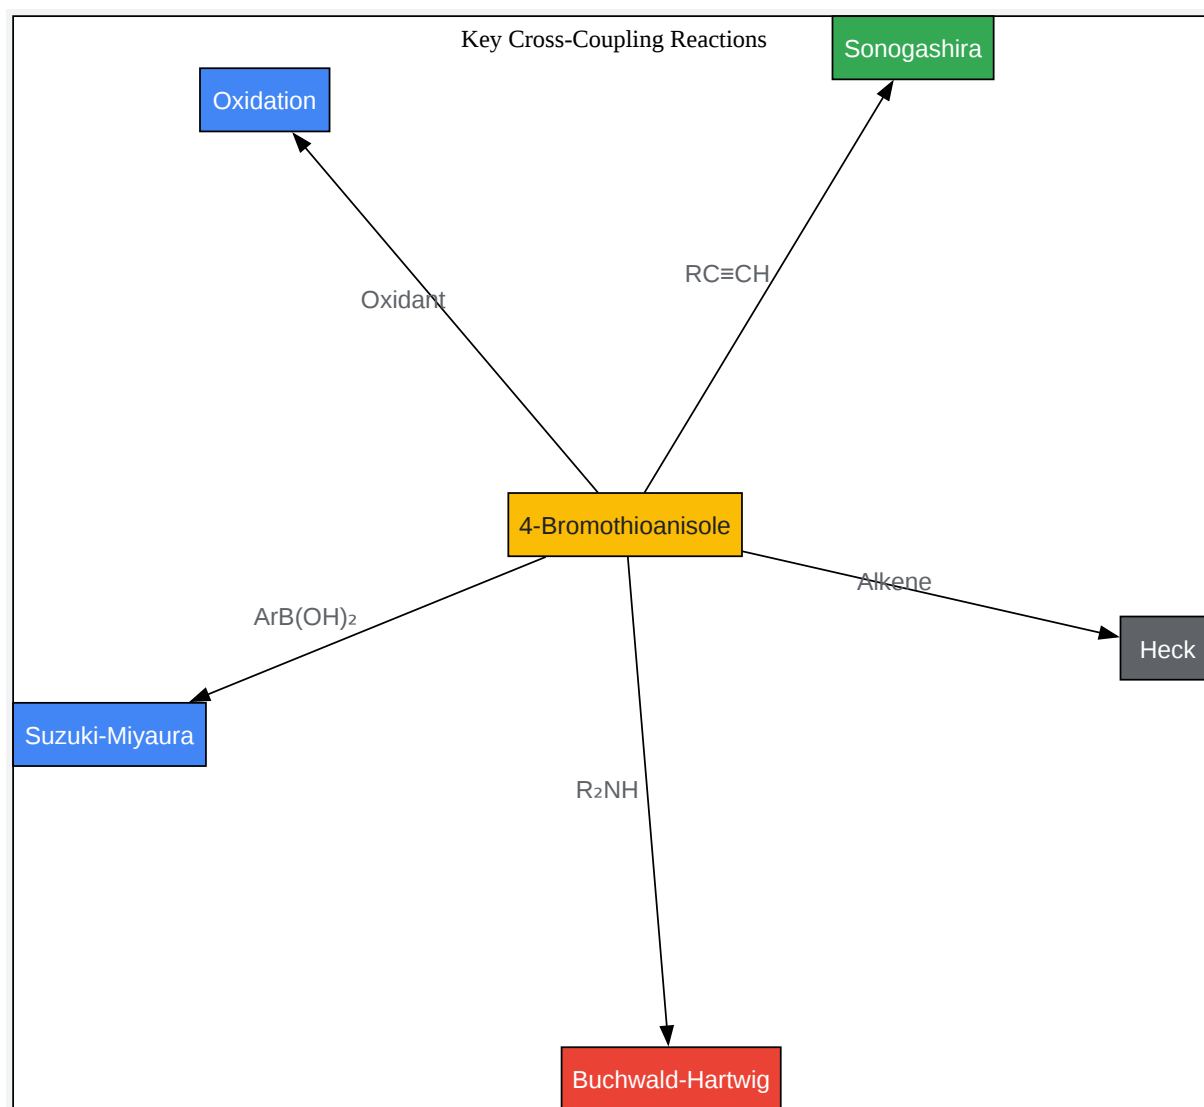 Key Cross-Coupling Reactions
Sonogashira
Oxidation
RC≡CH
Oxidant
4-Bromothioanisole
Alkene
ArB(OH)₂
Heck
Suzuki-Miyaura
R₂NH
Buchwald-Hartwig